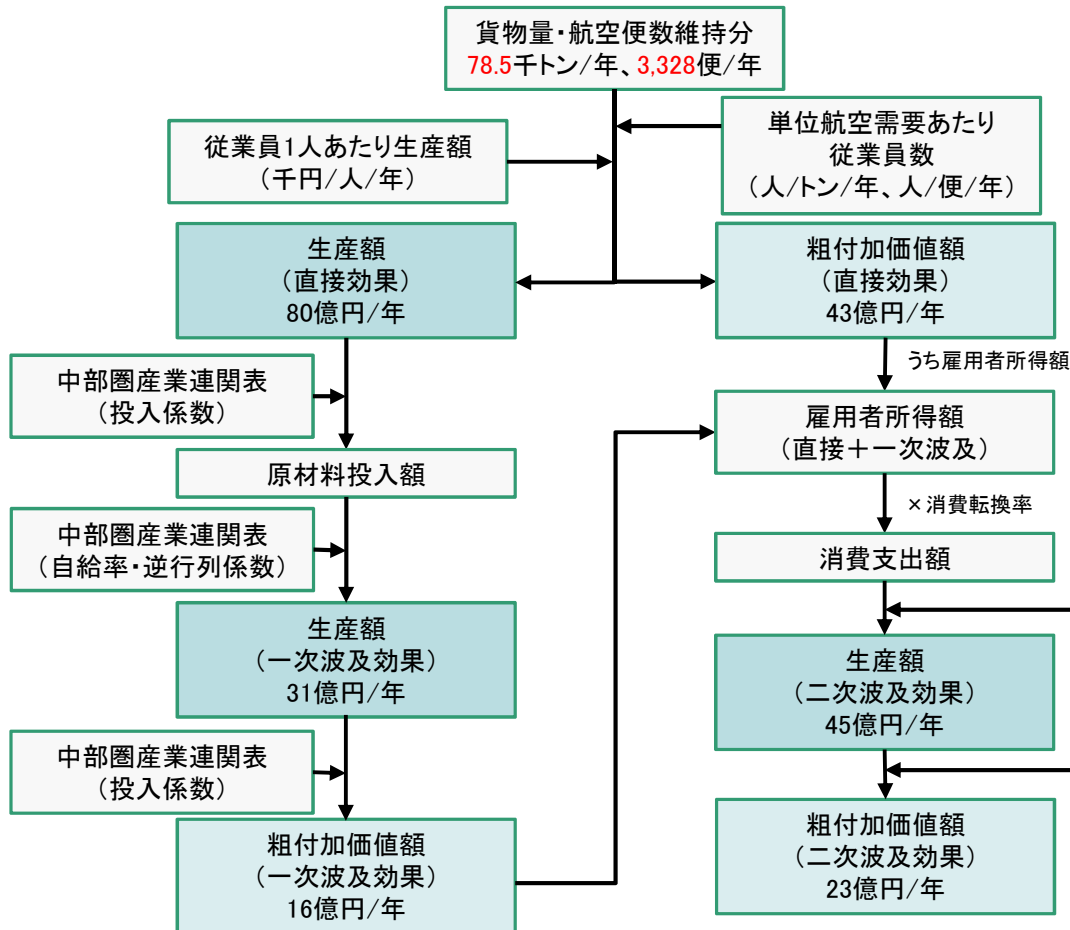 貨物量・航空便数維持分
78.5千トン/年、3,328便/年
従業員1人あたり生産額
（千円/人/年）
単位航空需要あたり
従業員数
（人/トン/年、人/便/年）
生産額
（直接効果）
80億円/年
粗付加価値額
（直接効果）
43億円/年
うち雇用者所得額
中部圏産業連関表
（投入係数）
雇用者所得額
（直接＋一次波及）
原材料投入額
×消費転換率
中部圏産業連関表
（自給率・逆行列係数）
消費支出額
生産額
（一次波及効果）
31億円/年
生産額
（二次波及効果）
45億円/年
中部圏産業連関表
（投入係数）
粗付加価値額
（一次波及効果）
16億円/年
粗付加価値額
（二次波及効果）
23億円/年